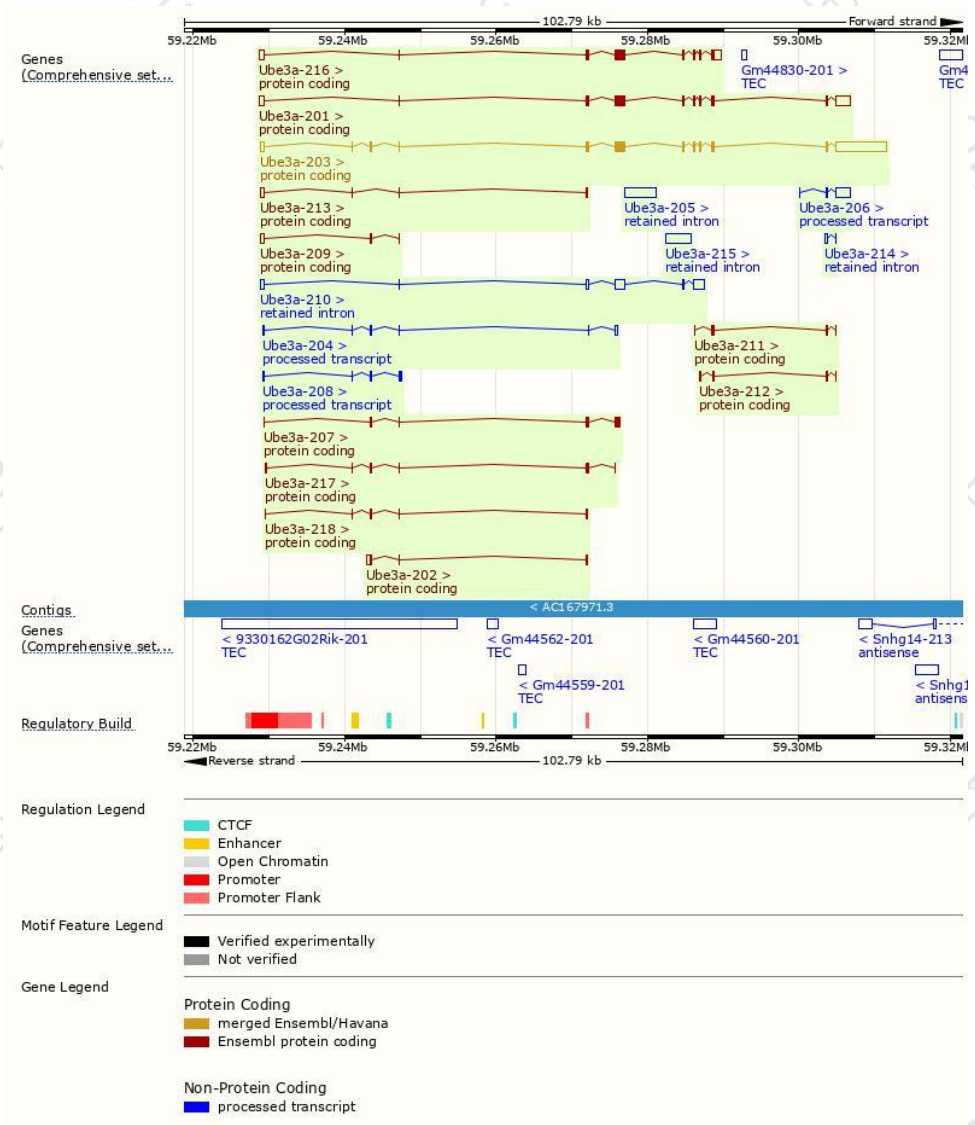 102.79 kb
Forward strand
59.22Mb 59.24Mb 59.26Mb 59.28Mb 59.30Mb 59.32M
Genes
(Comprehensive set...
Ube3a-216 >
protein coding
Gm44830-201 >
TEC
Gm4
TEC
Ube3a-201 >
protein coding
Ube3a-203 >
protein coding
Ube3a-213 >
protein coding
Ube3a-205 >
retained intron
Ube3a-206 >
processed transcript
Ube3a-209 >
protein coding
Ube3a-215 >
retained intron
Ube3a-214 >
retained intron
Ube3a-210 >
retained intron
Ube3a-204 >
processed transcript
Ube3a-211 >
protein coding
Ube3a-208 >
processed transcript
Ube3a-212 >
protein coding
Ube3a-207 >
protein coding
Ube3a-217 >
protein coding
Ube3a-218 >
protein coding
Ube3a-202 >
protein coding
Contigs
< AC167971.3
Genes
(Comprehensive set...
< 9330162G02Rik-201
TEC
< Gm44562-201
TEC
< Gm44560-201
TEC
< Snhg14-213
antisense
< Gm44559-201
TEC
< Snhg1
antisens
Regulatory Build
59.22Mb 59.24Mb 59.26Mb 59.28Mb 59.30Mb 59.32M
Reverse strand
102.79 kb
Regulation Legend
CTCF
Enhancer
Open Chromatin
Promoter
Promoter Flank
Motif Feature Legend
Verified experimentally
Not verified
Gene Legend
Protein Coding
merged Ensembl/Havana
Ensembl protein coding
Non-Protein Coding
processed transcript